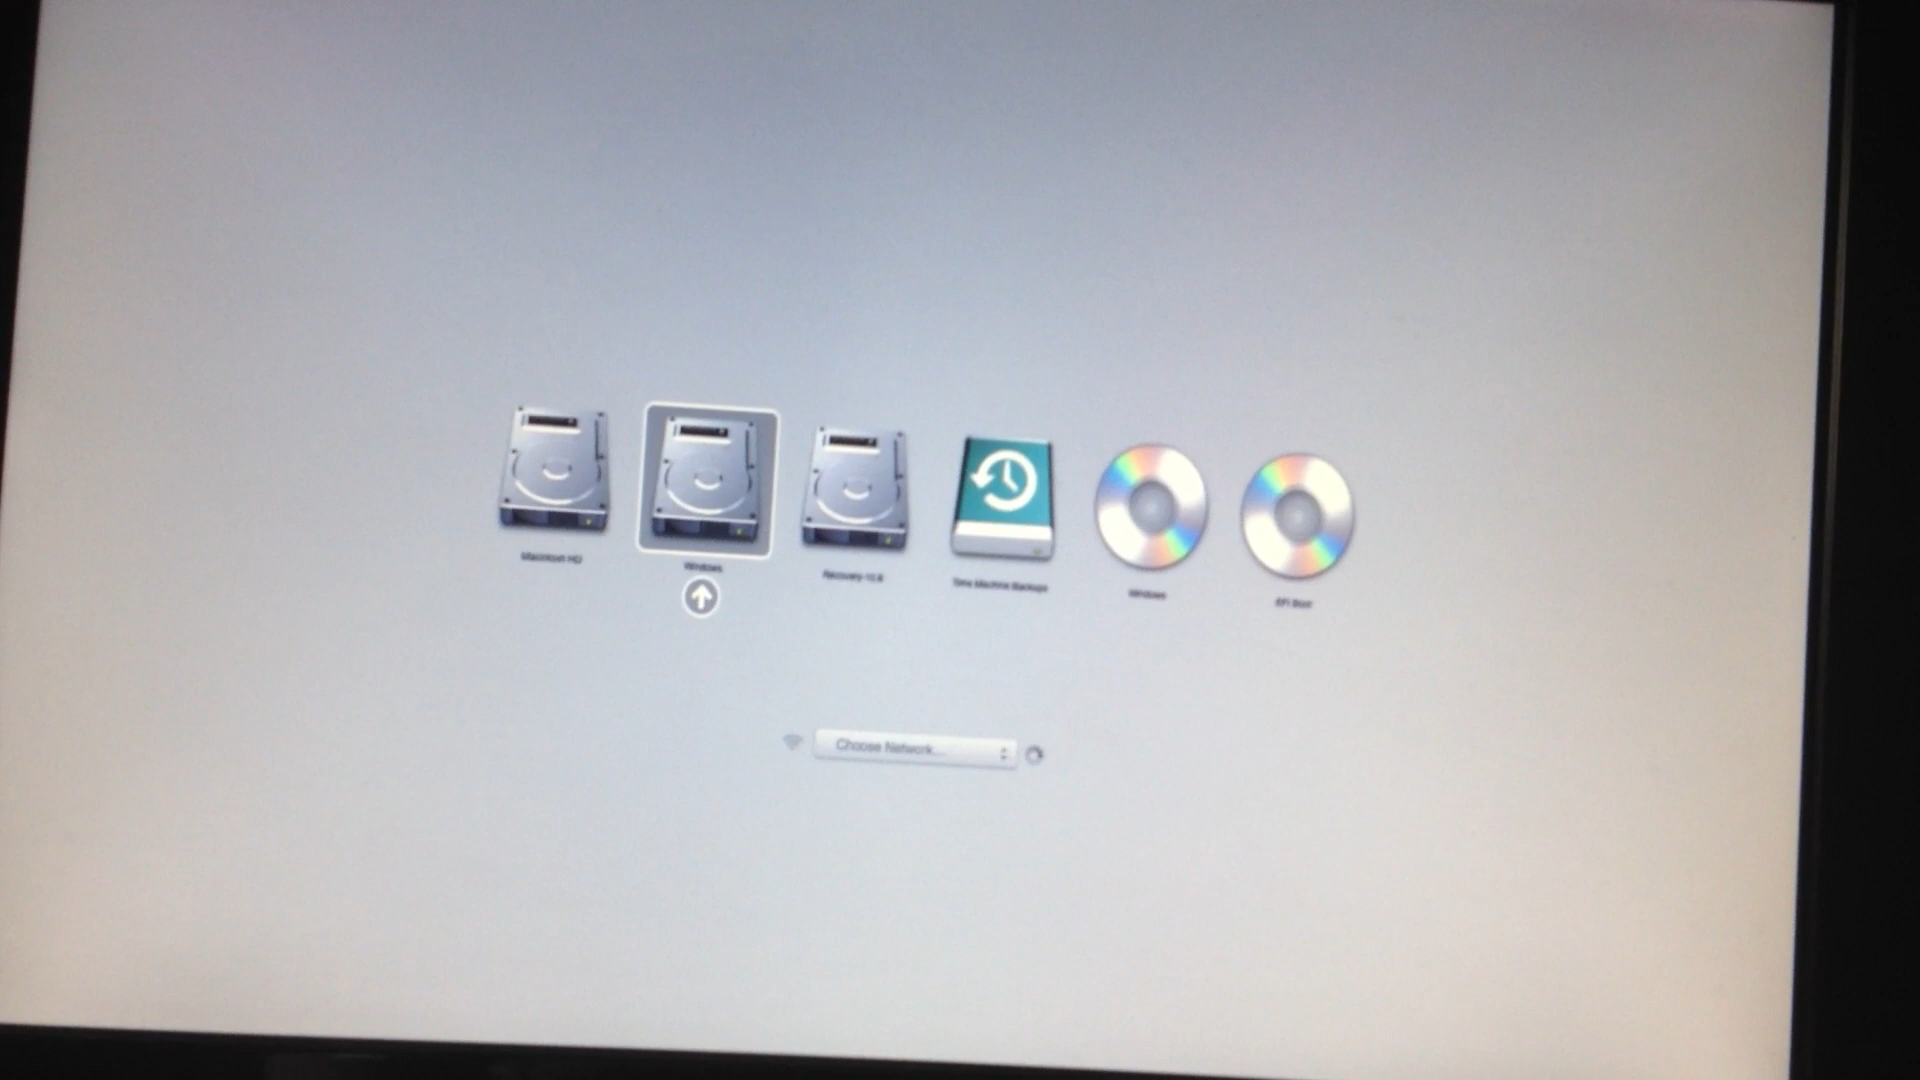 Macintosh HD
Windows
Recovery-10.8
Time Machine Backups
Windows
EFI Boot
Choose Network...